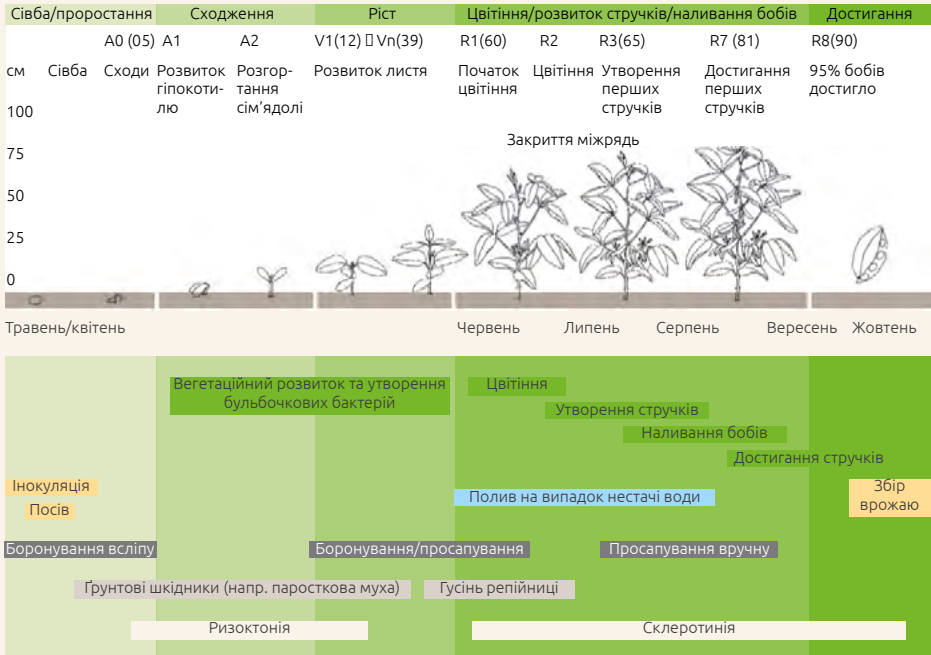 Сівба/проростання Сходження Ріст Цвітіння/розвиток стручків/наливання бобів Достигання
A0 (05) A1 A2 V1(12) ▯ Vn(39) R1(60) R2 R3(65) R7 (81) R8(90)
см Сівба Сходи Розвиток Розгор- Розвиток листя Початок Цвітіння Утворення Достигання 95% бобів
гіпокоти- тання цвітіння перших перших достигло
лю сім’ядолі стручків стручків
100
Закриття міжрядь
75
50
25
0
Травень/квітень Червень Липень Серпень Вересень Жовтень
Вегетаційний розвиток та утворення Цвітіння
бульбочкових бактерій
Утворення стручків
Наливання бобів
Достигання стручків
Інокуляція Збір
Полив на випадок нестачі води
Посів врожаю
Боронування всліпу Боронування/просапування Просапування вручну
Ґрунтові шкідники (напр. паросткова муха) Гусінь репійниці
Ризоктонія Склеротинія